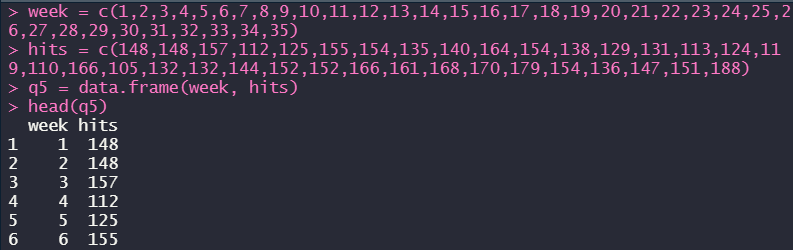 > week = c(1,2,3,4,5,6,7,8,9,10,11,12,13,14,15,16,17,18,19,20,21,22,23,24,25,2
6,27,28,29,30,31,32,33,34,35)
> hits = c(148,148,157,112,125,155,154,135,140,164,154,138,129,131,113,124,11
9,110,166,105,132,132,144,152,152,166,161,168,170,179,154,136,147,151,188)
> q5 = data.frame(week, hits)
> head(q5)
  week hits
1    1  148
2    2  148
3    3  157
4    4  112
5    5  125
6    6  155